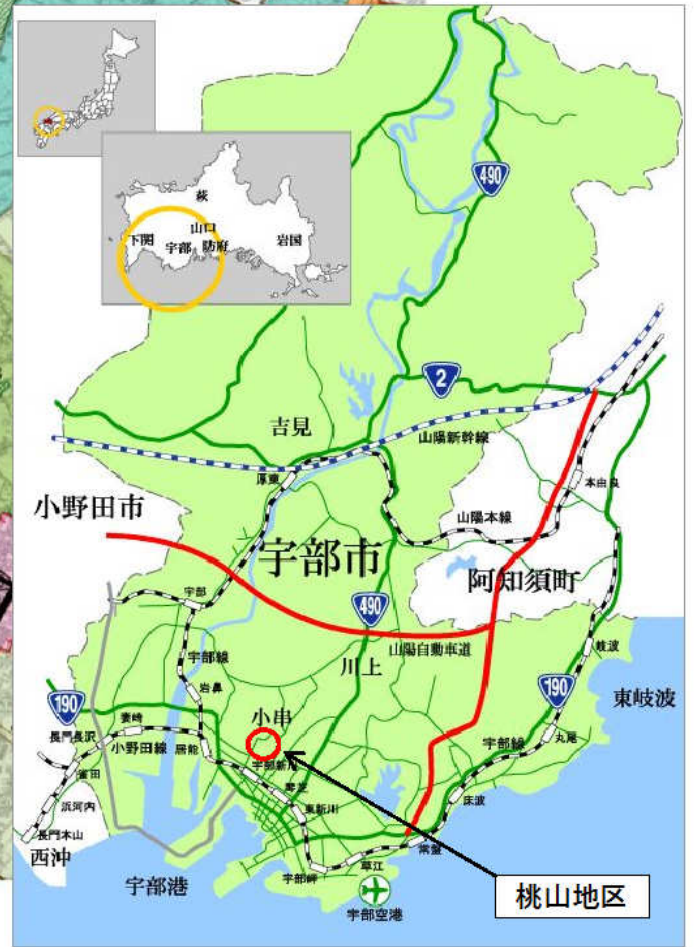 萩
山口
下関
宇部
防府
岩国
490
2
吉見
山陽新幹線
厚東
本由良
小野田市
山陽本線
宇部市
阿知須町
宇部
490
山陽自動車道
宇部線
川上
岐波
岩鼻
190
190
東岐波
小串
長門長沢
妻崎
小野田線
居能
宇部新川
宇部線
丸尾
雀田
琴芝
浜河内
東新川
床波
長門本山
常盤
西沖
草江
宇部岬
宇部港
宇部空港
桃山地区